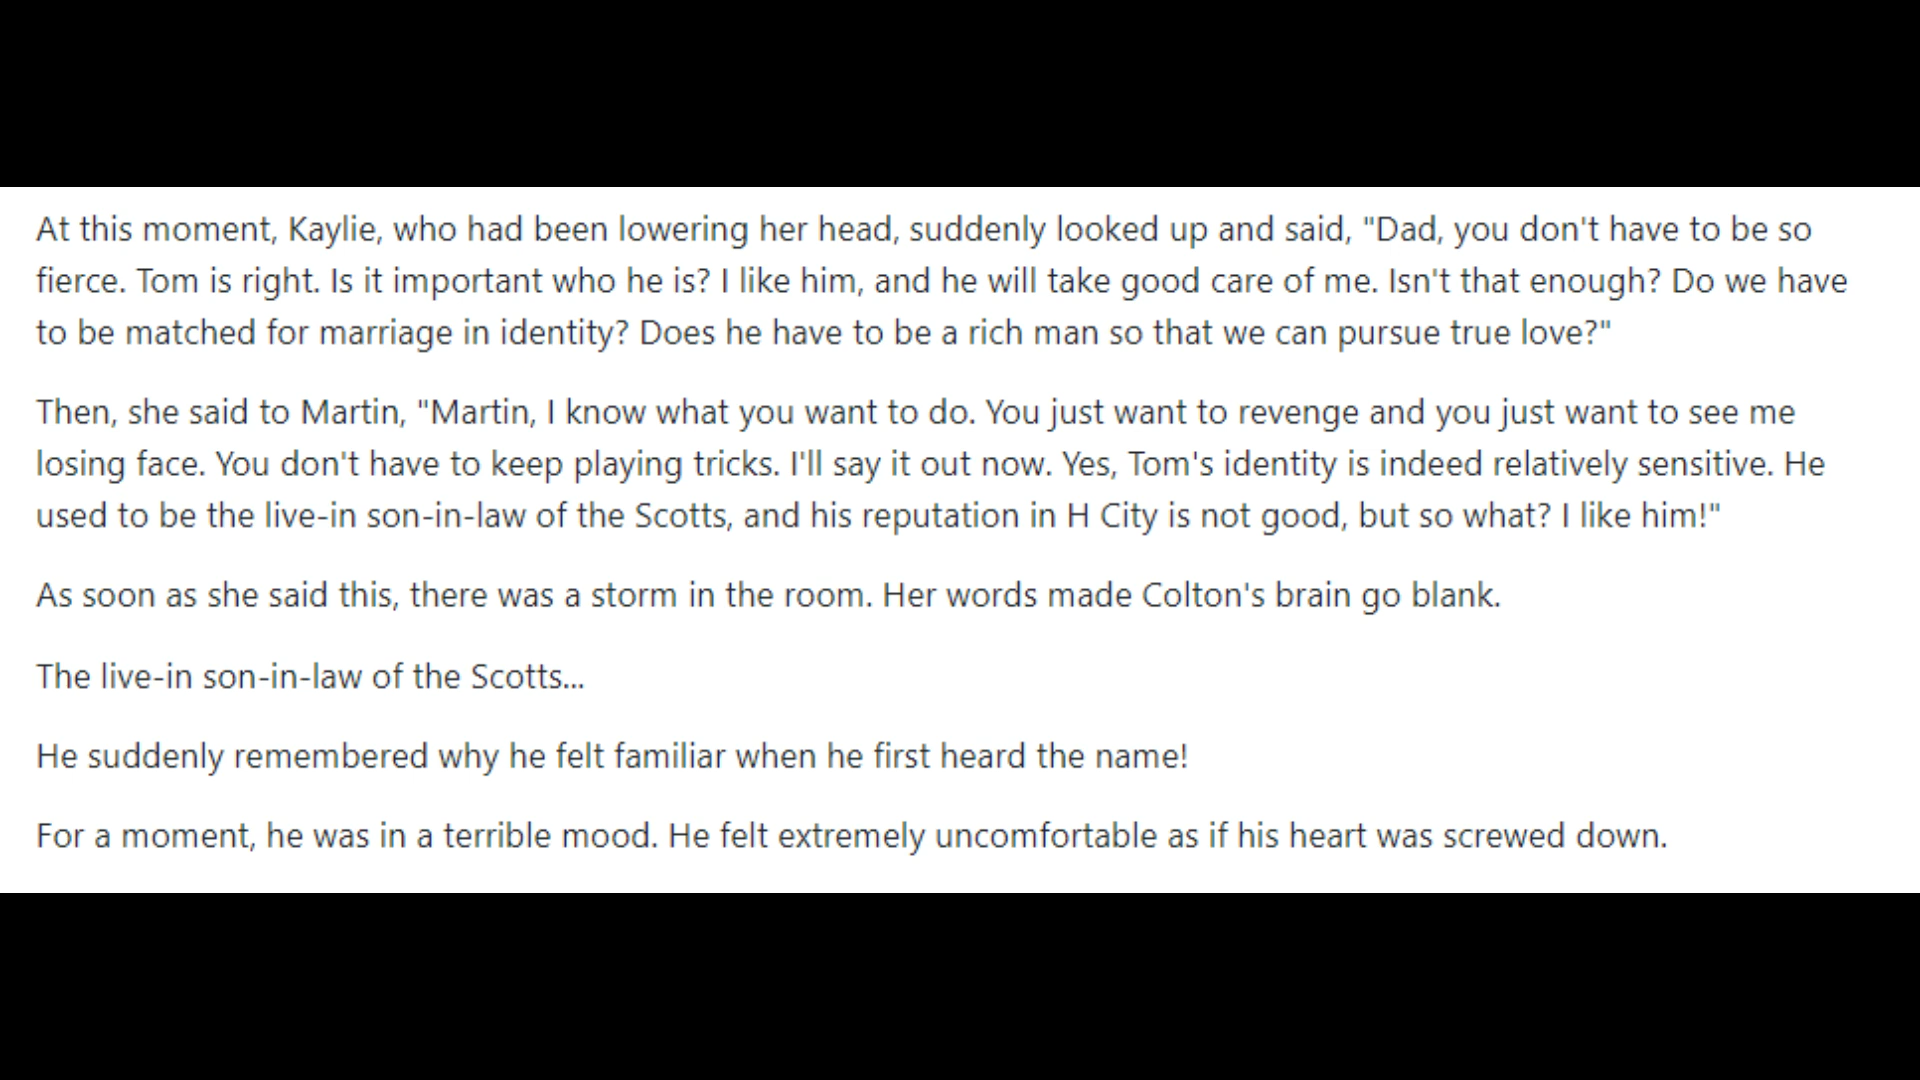 At this moment, Kaylie, who had been lowering her head, suddenly looked up and said, "Dad, you don't have to be so
fierce. Tom is right. Is it important who he is? I like him, and he will take good care of me. Isn't that enough? Do we have
to be matched for marriage in identity? Does he have to be a rich man so that we can pursue true love?"
Then, she said to Martin, "Martin, I know what you want to do. You just want to revenge and you just want to see me
losing face. You don't have to keep playing tricks. I'll say it out now. Yes, Tom's identity is indeed relatively sensitive. He
used to be the live-in son-in-law of the Scotts, and his reputation in H City is not good, but so what? I like him!"
As soon as she said this, there was a storm in the room. Her words made Colton's brain go blank.
The live-in son-in-law of the Scotts...
He suddenly remembered why he felt familiar when he first heard the name!
For a moment, he was in a terrible mood. He felt extremely uncomfortable as if his heart was screwed down.